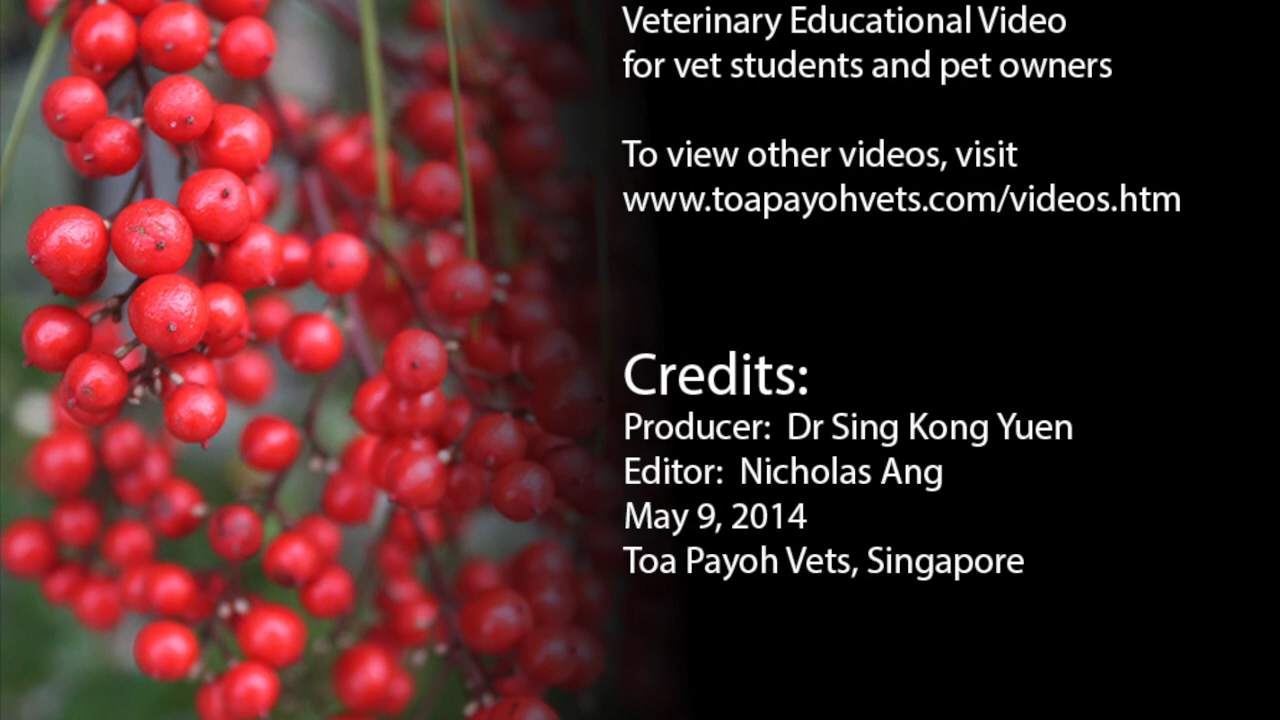 Veterinary Educational Video
for vet students and pet owners
To view other videos, visit
www.toapayohvets.com/videos.htm
Credits:
Producer: Dr Sing Kong Yuen
Editor: Nicholas Ang
May 9, 2014
Toa Payoh Vets, Singapore